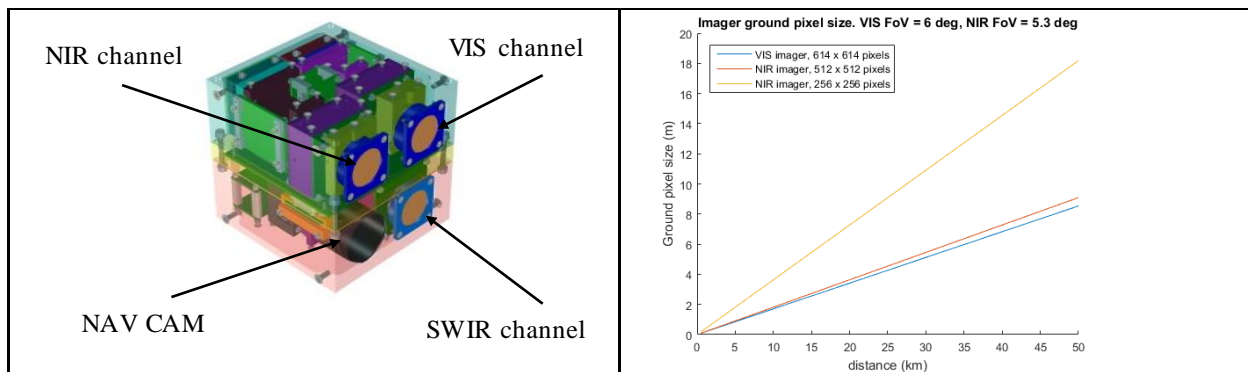 NIR channel
VIS channel
NAV CAM
SWIR channel
Imager ground pixel size. VIS FoV = 6 deg, NIR FoV = 5.3 deg
VIS imager, 614 x 614 pixels
NIR imager, 512 x 512 pixels
NIR imager, 256 x 256 pixels
Ground pixel size (m)
20
18
16
14
12
10
8
6
4
2
0
0 5 10 15 20 25 30 35 40 45 50
distance (km)